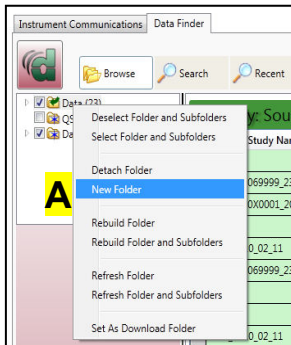 Instrument Communications Data Finder
Browse Search Recent
Data (23)
QS
Da
Deselect Folder and Subfolders
Select Folder and Subfolders
Detach Folder
New Folder
Rebuild Folder
Rebuild Folder and Subfolders
Refresh Folder
Refresh Folder and Subfolders
Set As Download Folder
A
y: Sou
Study Nar
069999_23
0X0001_20
0_02_11
069999_23
0_02_11